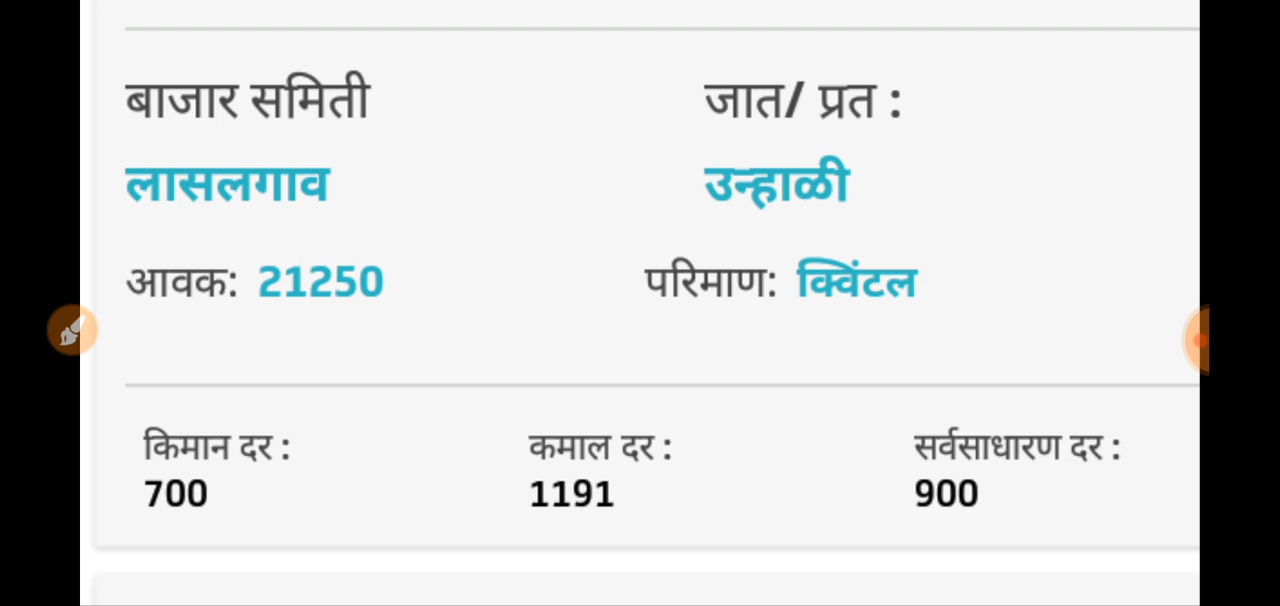 बाजार समिती जात/ प्रत :
लासलगाव उन्हाळी
आवक: 21250 परिमाण: क्विंटल
किमान दर : कमाल दर : सर्वसाधारण दर :
700 1191 900